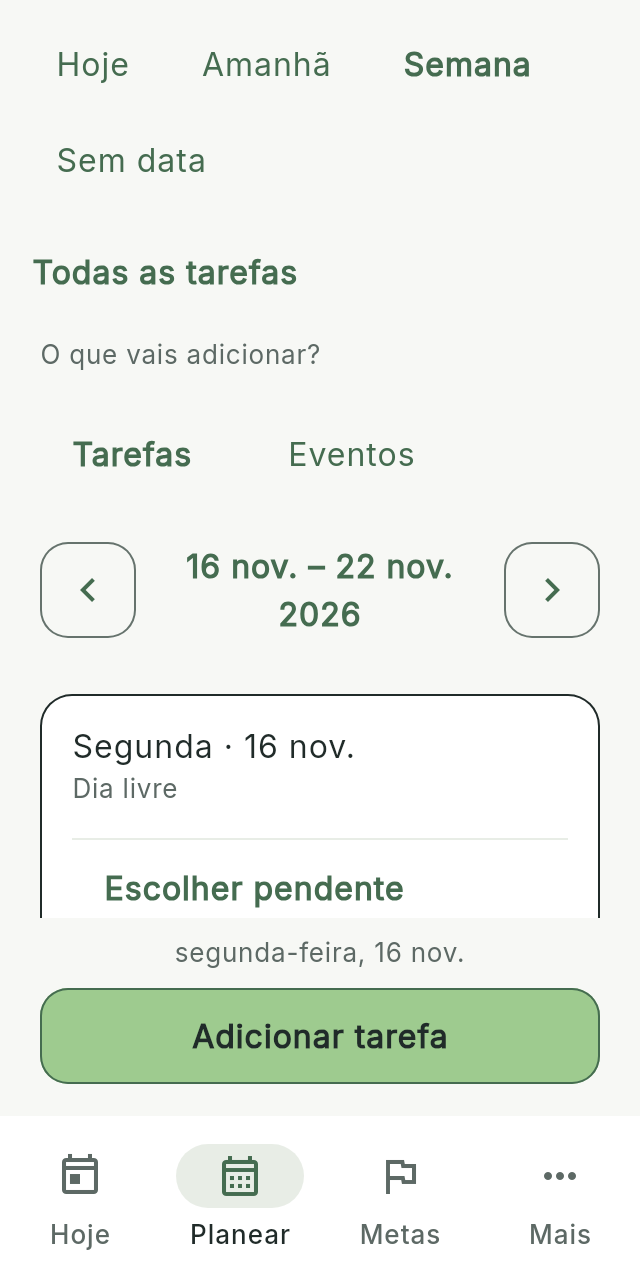 Hoje Amanhã Semana
Sem data
Todas as tarefas
O que vais adicionar?
Tarefas Eventos
16 nov. – 22 nov.
2026
Segunda · 16 nov.
Dia livre
Escolher pendente
segunda-feira, 16 nov.
Adicionar tarefa
Hoje Planear Metas Mais